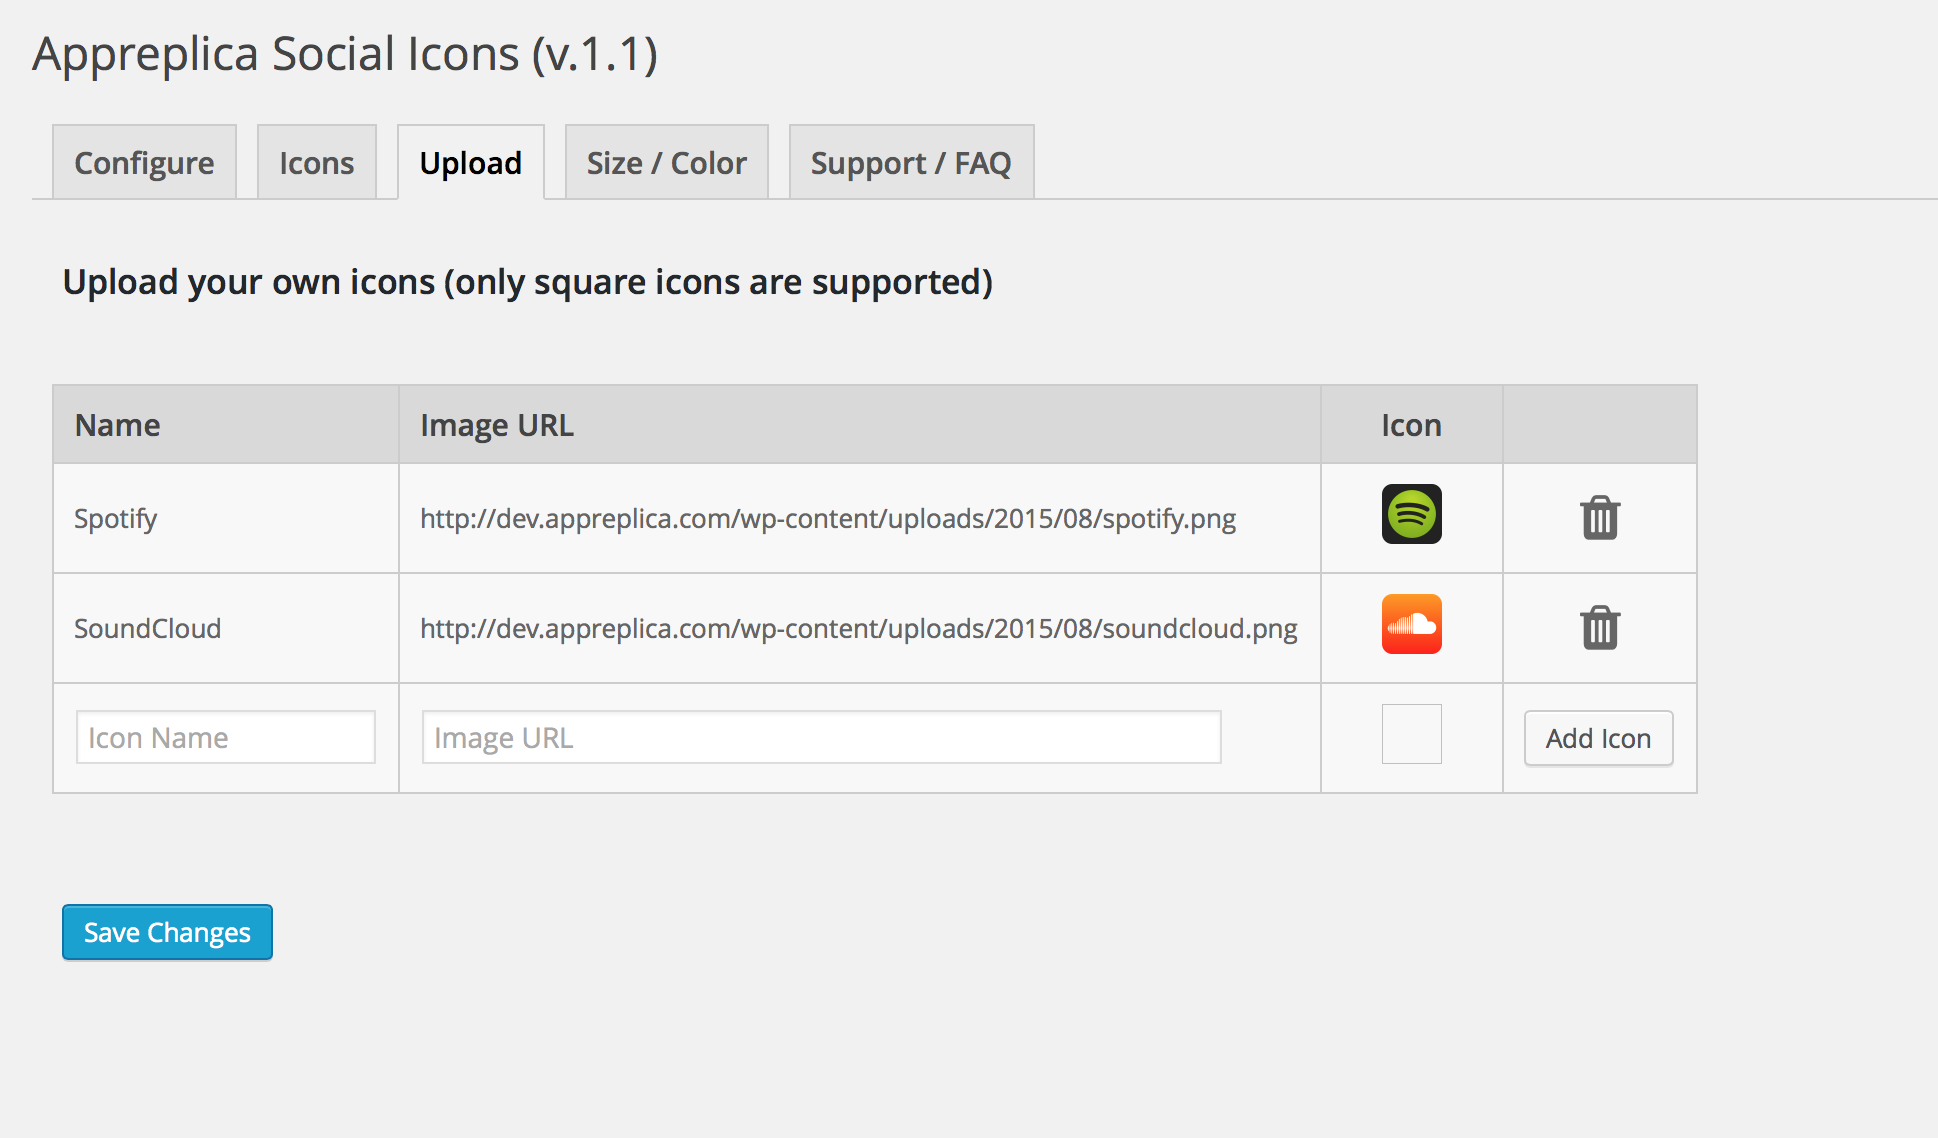 Appreplica Social Icons (v.1.1)
Configure Icons Upload Size / Color Support / FAQ
Upload your own icons (only square icons are supported)
Name Image URL Icon
Spotify http://dev.appreplica.com/wp-content/uploads/2015/08/spotify.png
SoundCloud http://dev.appreplica.com/wp-content/uploads/2015/08/soundcloud.png
Icon Name Image URL Add Icon
Save Changes